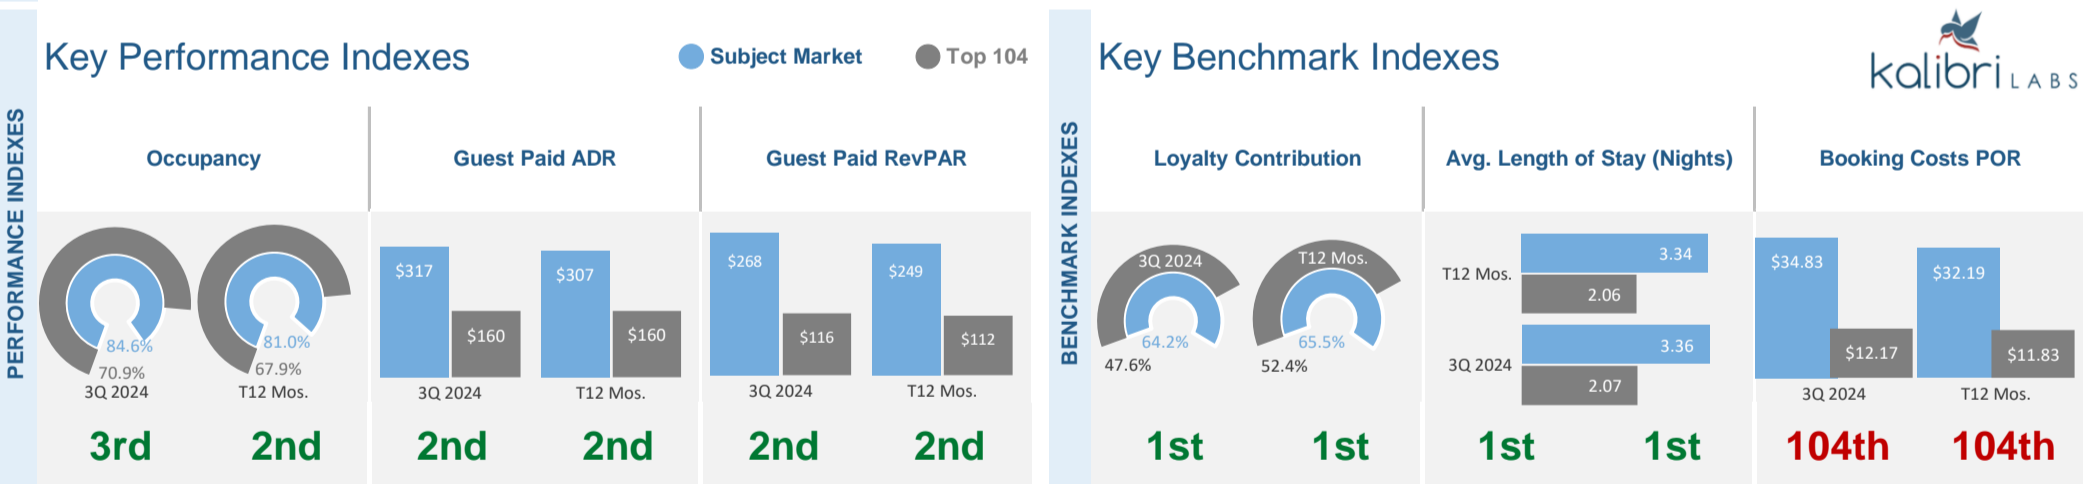 PERFORMANCE INDEXES
Key Performance Indexes
Subject Market
Top 104
Occupancy
84.6%
70.9%
3Q 2024
3rd
81.0%
67.9%
T12 Mos.
2nd
Guest Paid ADR
$317
$160
3Q 2024
2nd
$307
$160
T12 Mos.
2nd
Guest Paid RevPAR
$268
$116
3Q 2024
2nd
$249
$112
T12 Mos.
2nd
BENCHMARK INDEXES
Key Benchmark Indexes
kalibri LABS
Loyalty Contribution
3Q 2024
64.2%
47.6%
1st
T12 Mos.
65.5%
52.4%
1st
Avg. Length of Stay (Nights)
T12 Mos.
3.34
2.06
3Q 2024
3.36
2.07
1st
1st
Booking Costs POR
$34.83
$12.17
3Q 2024
104th
$32.19
$11.83
T12 Mos.
104th